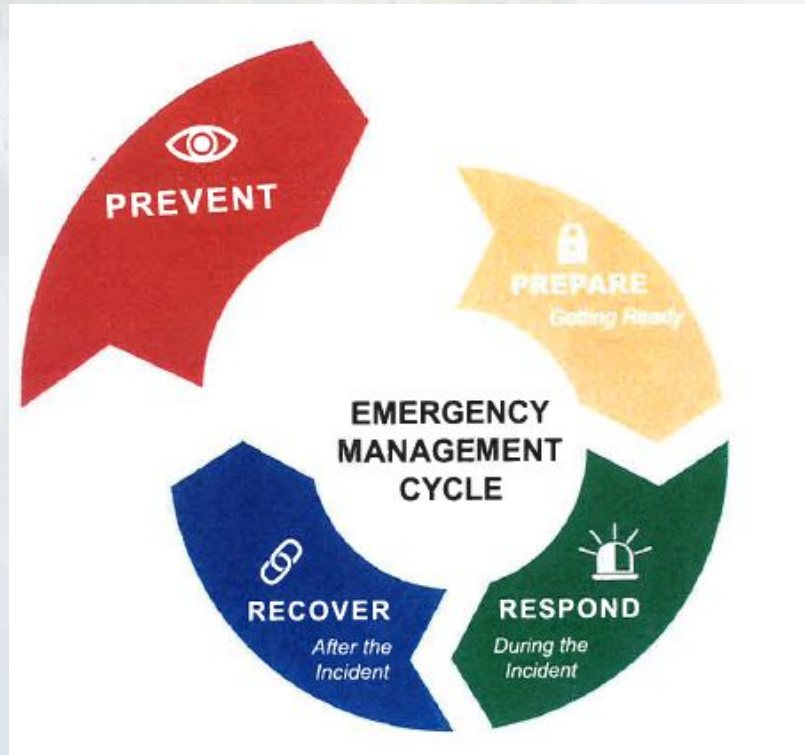 PREVENT
PREPARE
Getting Ready
EMERGENCY
MANAGEMENT
CYCLE
RESPOND
During the
Incident
RECOVER
After the
Incident